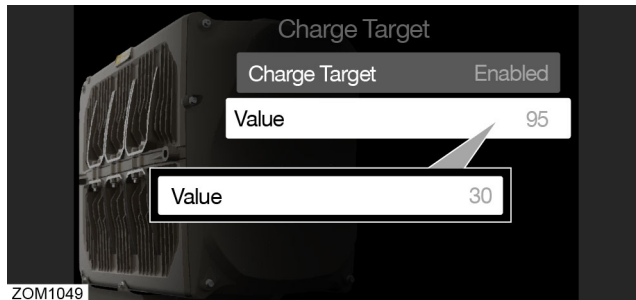 Charge Target
Charge Target Enabled
Value 95
Value 30
ZOM1049